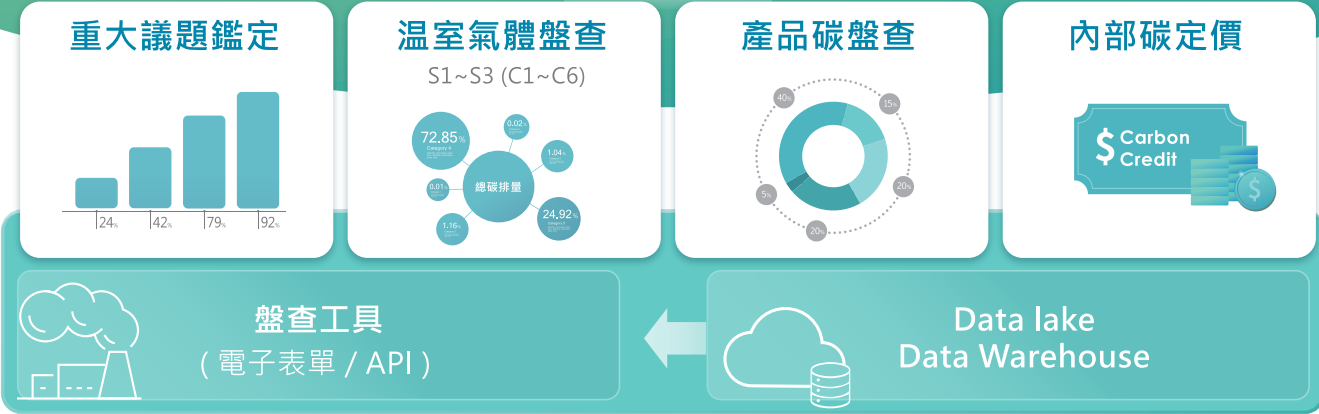 重大議題鑑定
24%
42%
79%
92%
温室氣體盤查
S1~S3 (C1~C6)
72.85%
Category 4
0.02%
1.04%
0.01%
總碳排量
1.16%
24.92%
產品碳盤查
40%
15%
5%
20%
20%
內部碳定價
$ Carbon
Credit
$
盤查工具
( 電子表單 / API )
Data lake
Data Warehouse